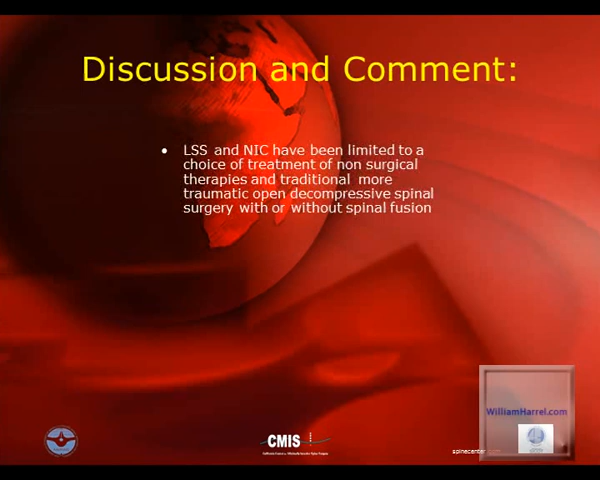 Discussion and Comment:
• LSS and NIC have been limited to a
choice of treatment of non surgical
therapies and traditional more
traumatic open decompressive spinal
surgery with or without spinal fusion
WilliamHarrel.com
CMIS
spinecenter